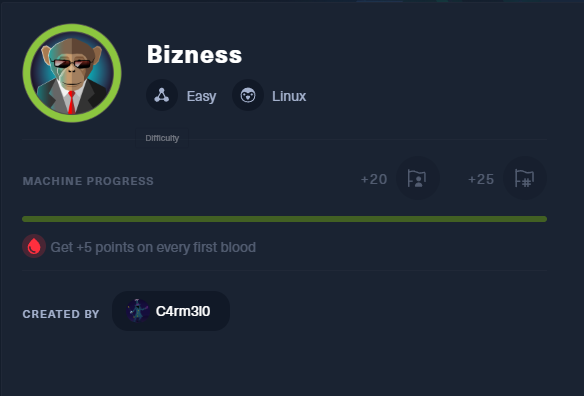 Bizness
Easy Linux
Difficulty
MACHINE PROGRESS +20 +25
Get +5 points on every first blood
CREATED BY C4rm3l0